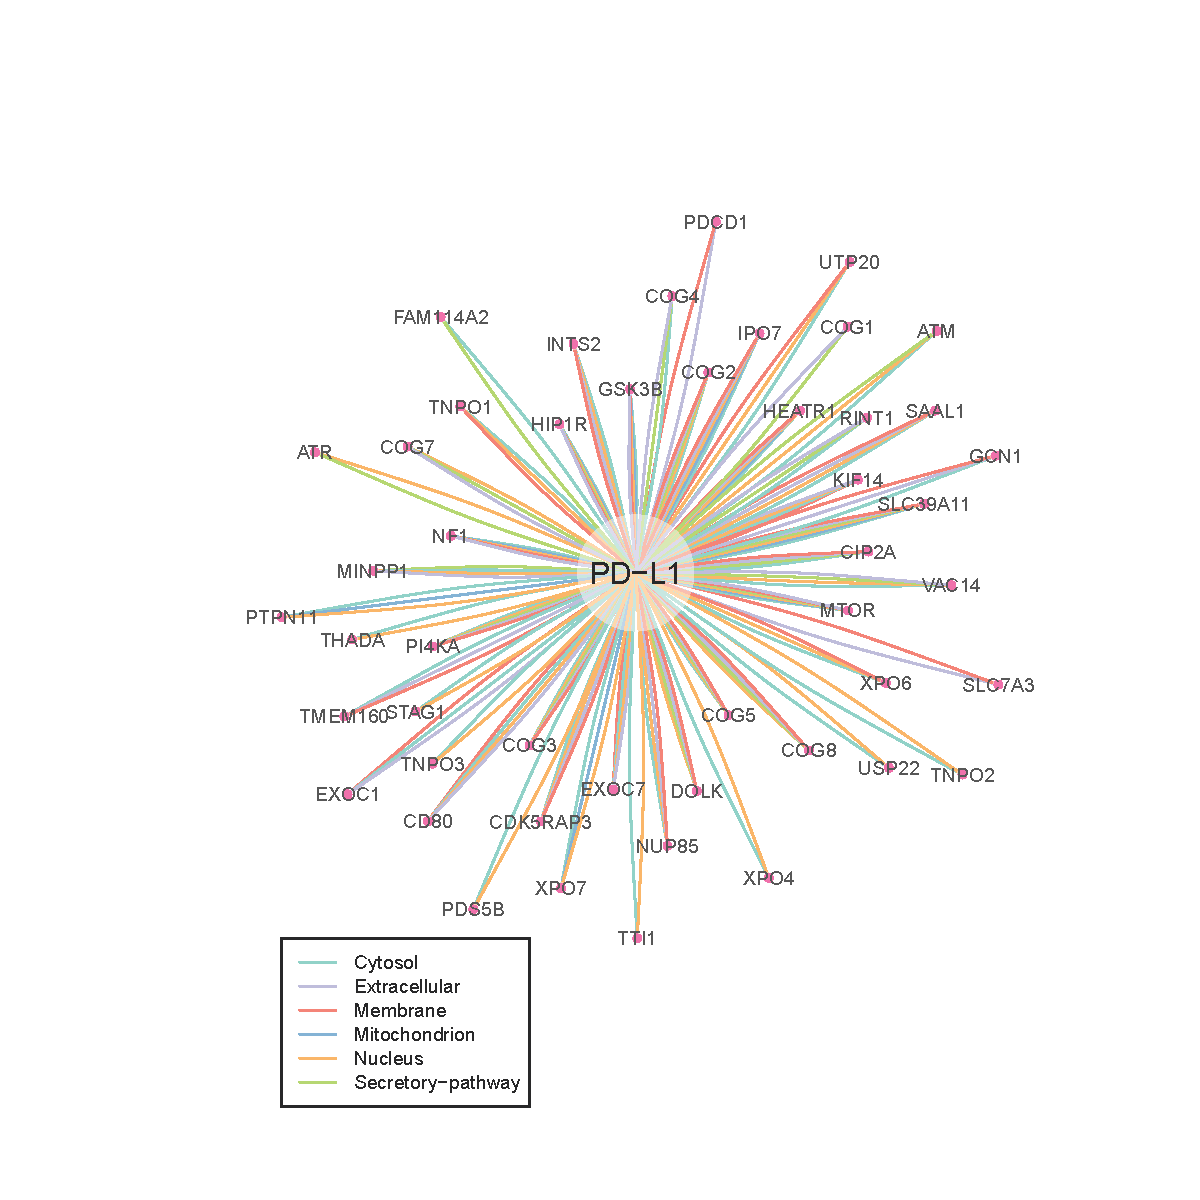 PDCD1
UTP20
COG4
FAM114A2
IPO7
COG1
ATM
INTS2
COG2
GSK3B
TNPO1
HIP1R
HEATR1
RINT1
SAAL1
COG7
ATR
GCN1
KIF14
SLC39A11
NF1
CIP2A
MINPP1
PD-L1
VAC14
PTPN11
MTOR
THADA
PI4KA
XPO6
SLC7A3
TMEM160
STAG1
COG5
COG3
COG8
TNPO3
USP22
TNPO2
EXOC1
EXOC7
DOLK
CD80
CDK5RAP3
NUP85
XPO7
XPO4
PDS5B
TTI1
Cytosol
Extracellular
Membrane
Mitochondrion
Nucleus
Secretory-pathway